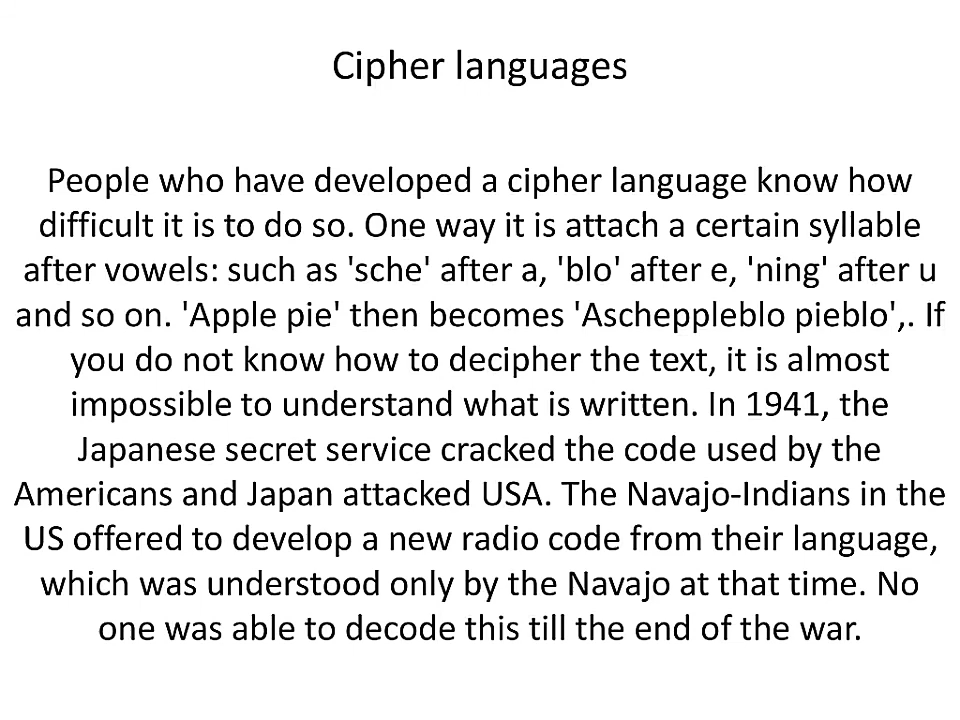 Cipher languages
People who have developed a cipher language know how
difficult it is to do so. One way it is attach a certain syllable
after vowels: such as 'sche' after a, 'blo' after e, 'ning' after u
and so on. 'Apple pie' then becomes 'Ascheppleblo pieblo',. If
you do not know how to decipher the text, it is almost
impossible to understand what is written. In 1941, the
Japanese secret service cracked the code used by the
Americans and Japan attacked USA. The Navajo-Indians in the
US offered to develop a new radio code from their language,
which was understood only by the Navajo at that time. No
one was able to decode this till the end of the war.